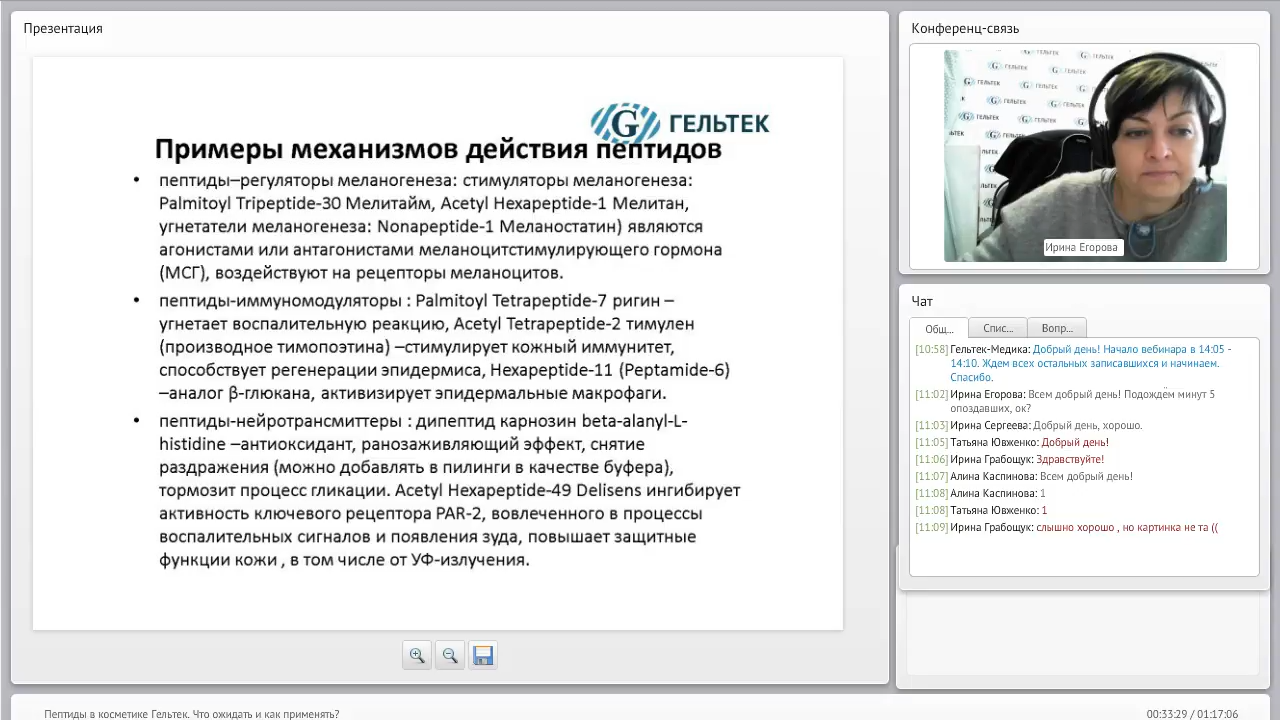 Презентация
ГЕЛЬТЕК
Примеры механизмов действия пептидов
• пептиды–регуляторы меланогенеза: стимуляторы меланогенеза:
Palmitoyl Tripeptide-30 Мелитайм, Acetyl Hexapeptide-1 Мелитан,
угнетатели меланогенеза: Nonapeptide-1 Меланостатин) являются
агонистами или антагонистами меланоцитстимулирующего гормона
(МСГ), воздействуют на рецепторы меланоцитов.
• пептиды-иммуномодуляторы : Palmitoyl Tetrapeptide-7 ригин –
угнетает воспалительную реакцию, Acetyl Tetrapeptide-2 тимулен
(производное тимопоэтина) –стимулирует кожный иммунитет,
способствует регенерации эпидермиса, Hexapeptide-11 (Peptamide-6)
–аналог β-глюкана, активизирует эпидермальные макрофаги.
• пептиды-нейротрансмиттеры : дипептид карнозин beta-alanyl-L-
histidine –антиоксидант, ранозаживляющий эффект, снятие
раздражения (можно добавлять в пилинги в качестве буфера),
тормозит процесс гликации. Acetyl Hexapeptide-49 Delisens ингибирует
активность ключевого рецептора PAR-2, вовлеченного в процессы
воспалительных сигналов и появления зуда, повышает защитные
функции кожи , в том числе от УФ-излучения.
Конференц-связь
ГЕЛЬТЕК
Ирина Егорова
Чат
Общ... Спис... Вопр...
[10:58] Гельтек-Медика: Добрый день! Начало вебинара в 14:05 -
14:10. Ждем всех остальных записавшихся и начинаем.
Спасибо.
[11:02] Ирина Егорова: Всем добрый день! Подождём минут 5
опоздавших, ок?
[11:03] Ирина Сергеева: Добрый день, хорошо.
[11:05] Татьяна Ювженко: Добрый день!
[11:06] Ирина Грабощук: Здравствуйте!
[11:07] Алина Каспинова: Всем добрый день!
[11:08] Алина Каспинова: 1
[11:08] Татьяна Ювженко: 1
[11:09] Ирина Грабощук: слышно хорошо , но картинка не та ((
Пептиды в косметике Гельтек. Что ожидать и как применять?
00:33:29 / 01:17:06